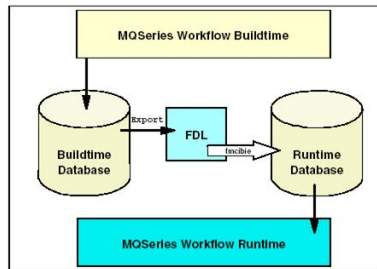 MQSeries Workflow Buildtime
Export
FDL
Buildtime
Database
fmcibie
Runtime
Database
MQSeries Workflow Runtime